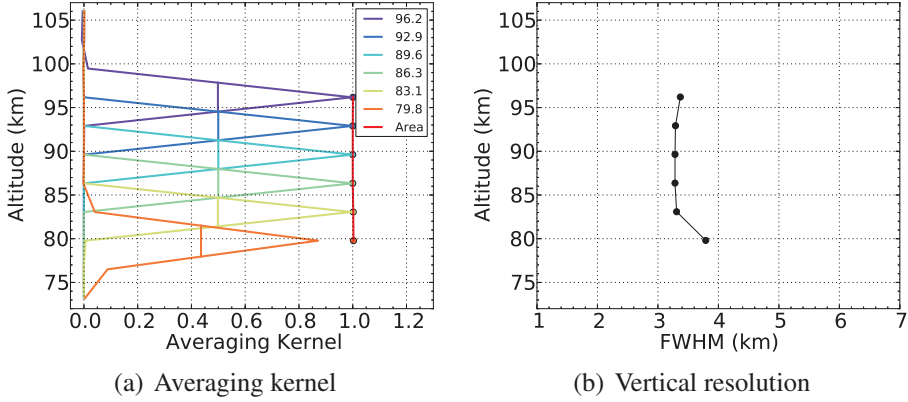 105
100
95
90
85
80
75
Altitude (km)
0.0 0.2 0.4 0.6 0.8 1.0 1.2
Averaging Kernel
96.2
92.9
89.6
86.3
83.1
79.8
Area
(a) Averaging kernel
105
100
95
90
85
80
75
Altitude (km)
1 2 3 4 5 6 7
FWHM (km)
(b) Vertical resolution